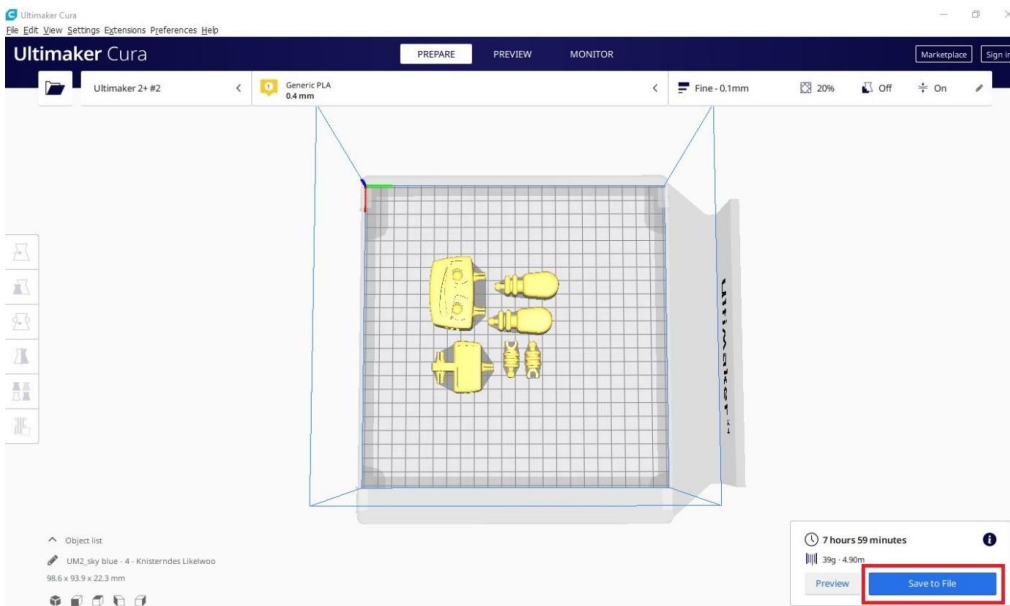 Ultimaker Cura
File Edit View Settings Extensions Preferences Help
Ultimaker Cura
PREPARE
PREVIEW
MONITOR
Marketplace
Sign in
Ultimaker 2+ #2
Generic PLA
0.4 mm
Fine - 0.1mm
20%
Off
On
ultimaker
Object list
UM2_sky blue - 4 - Knisterndes Likelwoo
98.6 x 93.9 x 22.3 mm
7 hours 59 minutes
39g · 4.90m
Preview
Save to File